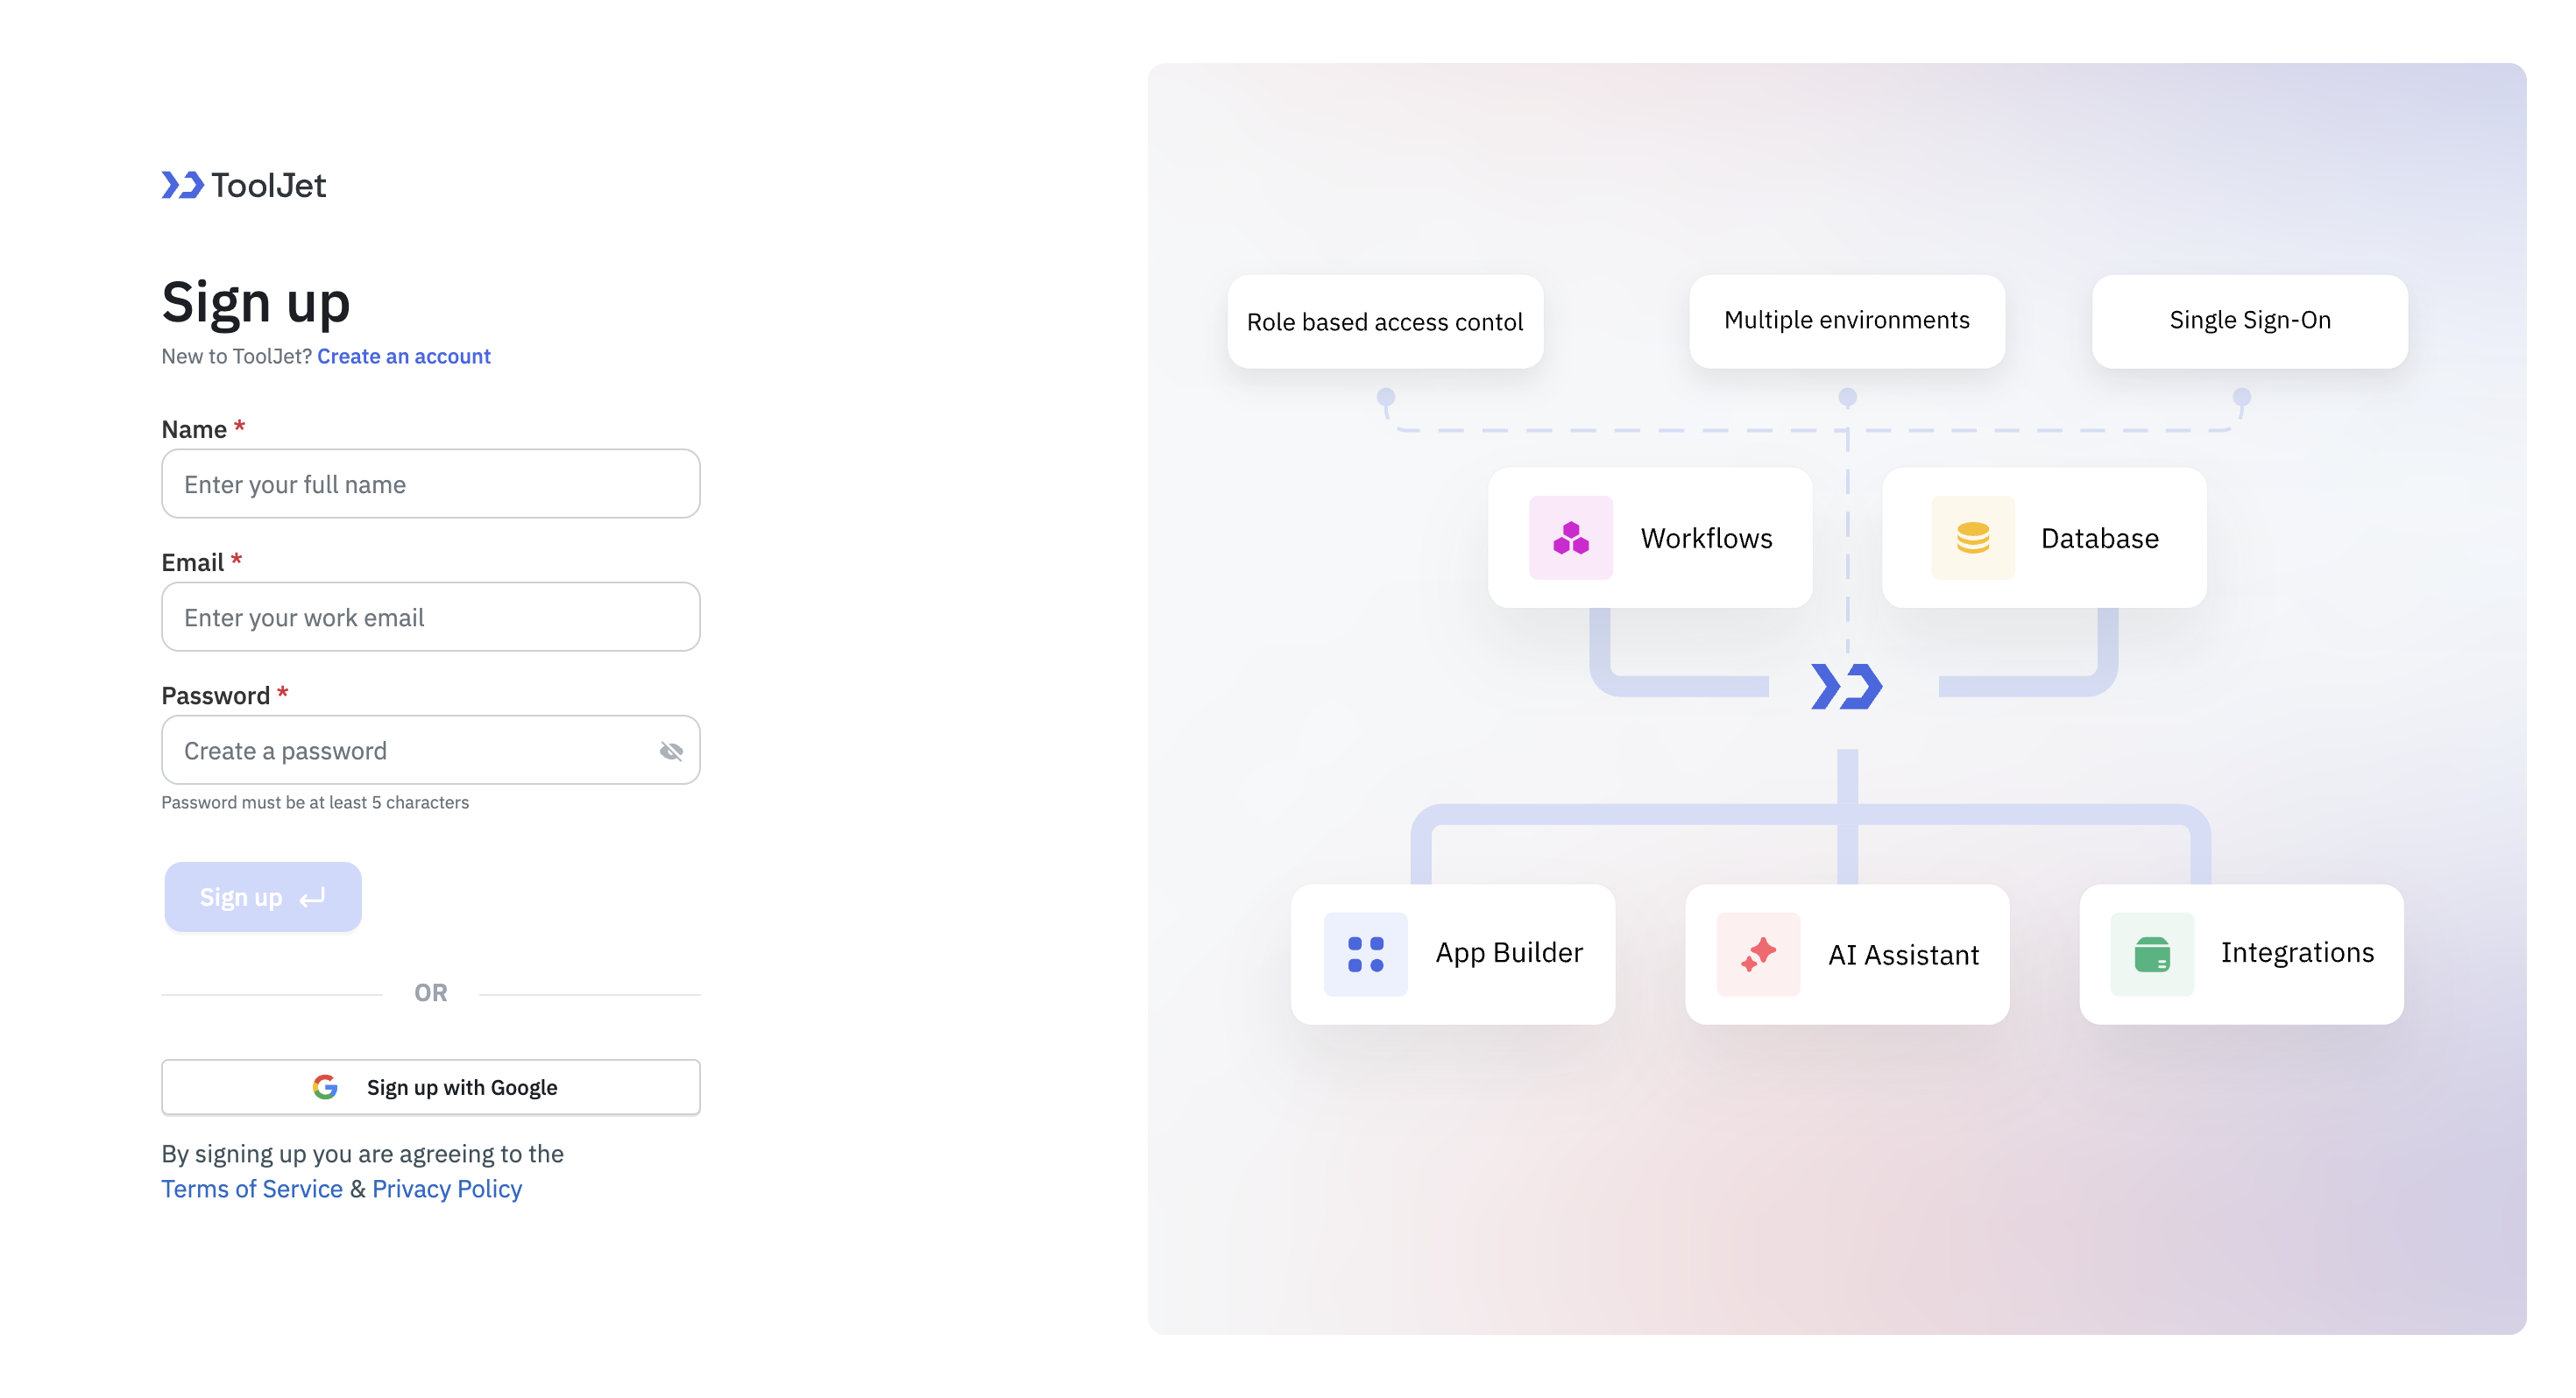 ToolJet
Sign up
New to ToolJet? Create an account
Name *
Enter your full name
Email *
Enter your work email
Password *
Create a password
Password must be at least 5 characters
Sign up
OR
Sign up with Google
By signing up you are agreeing to the
Terms of Service & Privacy Policy
Role based access contol
Multiple environments
Single Sign-On
Workflows
Database
App Builder
AI Assistant
Integrations